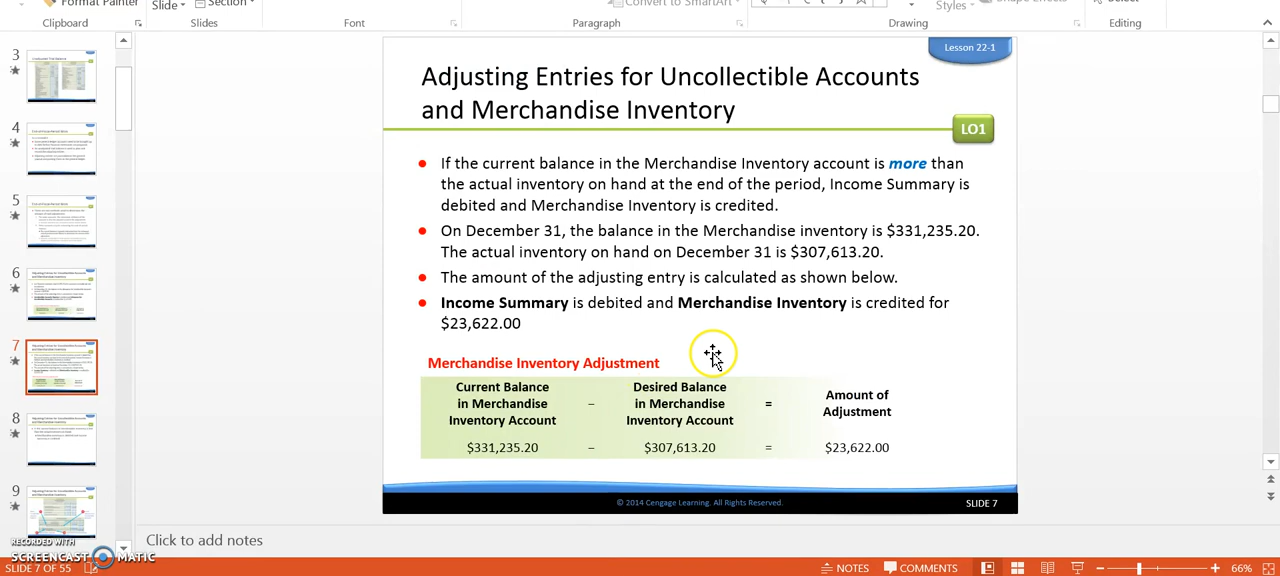 Format Painter
Slide
Section
Convert to SmartArt
Styles
Shape Effects
Select
Clipboard
Slides
Font
Paragraph
Drawing
Editing
3
4
5
6
7
8
9
Lesson 22-1
Adjusting Entries for Uncollectible Accounts
and Merchandise Inventory
LO1
If the current balance in the Merchandise Inventory account is more than
the actual inventory on hand at the end of the period, Income Summary is
debited and Merchandise Inventory is credited.
On December 31, the balance in the Merchandise inventory is $331,235.20.
The actual inventory on hand on December 31 is $307,613.20.
The amount of the adjusting entry is calculated as shown below.
Income Summary is debited and Merchandise Inventory is credited for
$23,622.00
Merchandise Inventory Adjustment
Current Balance Desired Balance
in Merchandise – in Merchandise = Amount of
Inventory Account Inventory Account Adjustment
$331,235.20 – $307,613.20 = $23,622.00
© 2014 Cengage Learning. All Rights Reserved.
SLIDE 7
Click to add notes
RECORDED WITH
SCREENCAST MATIC
SLIDE 7 OF 55
NOTES
COMMENTS
66%